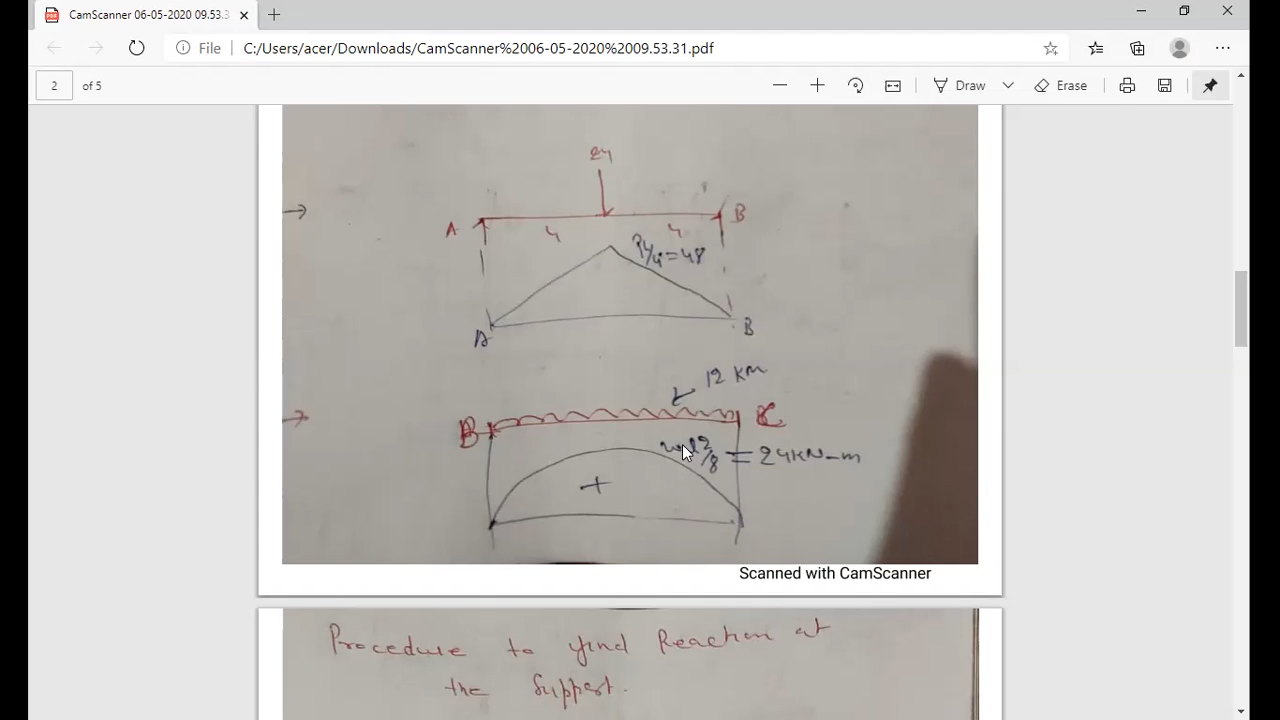 CamScanner 06-05-2020 09.53.3
File C:/Users/acer/Downloads/CamScanner%2006-05-2020%2009.53.31.pdf
2 of 5 Draw Erase
24
A B
4 4
Pl/4=48
A B
12 KM
B C
wl2/8 = 24KN-m
+
Scanned with CamScanner
Procedure to find Reaction at
the Support.